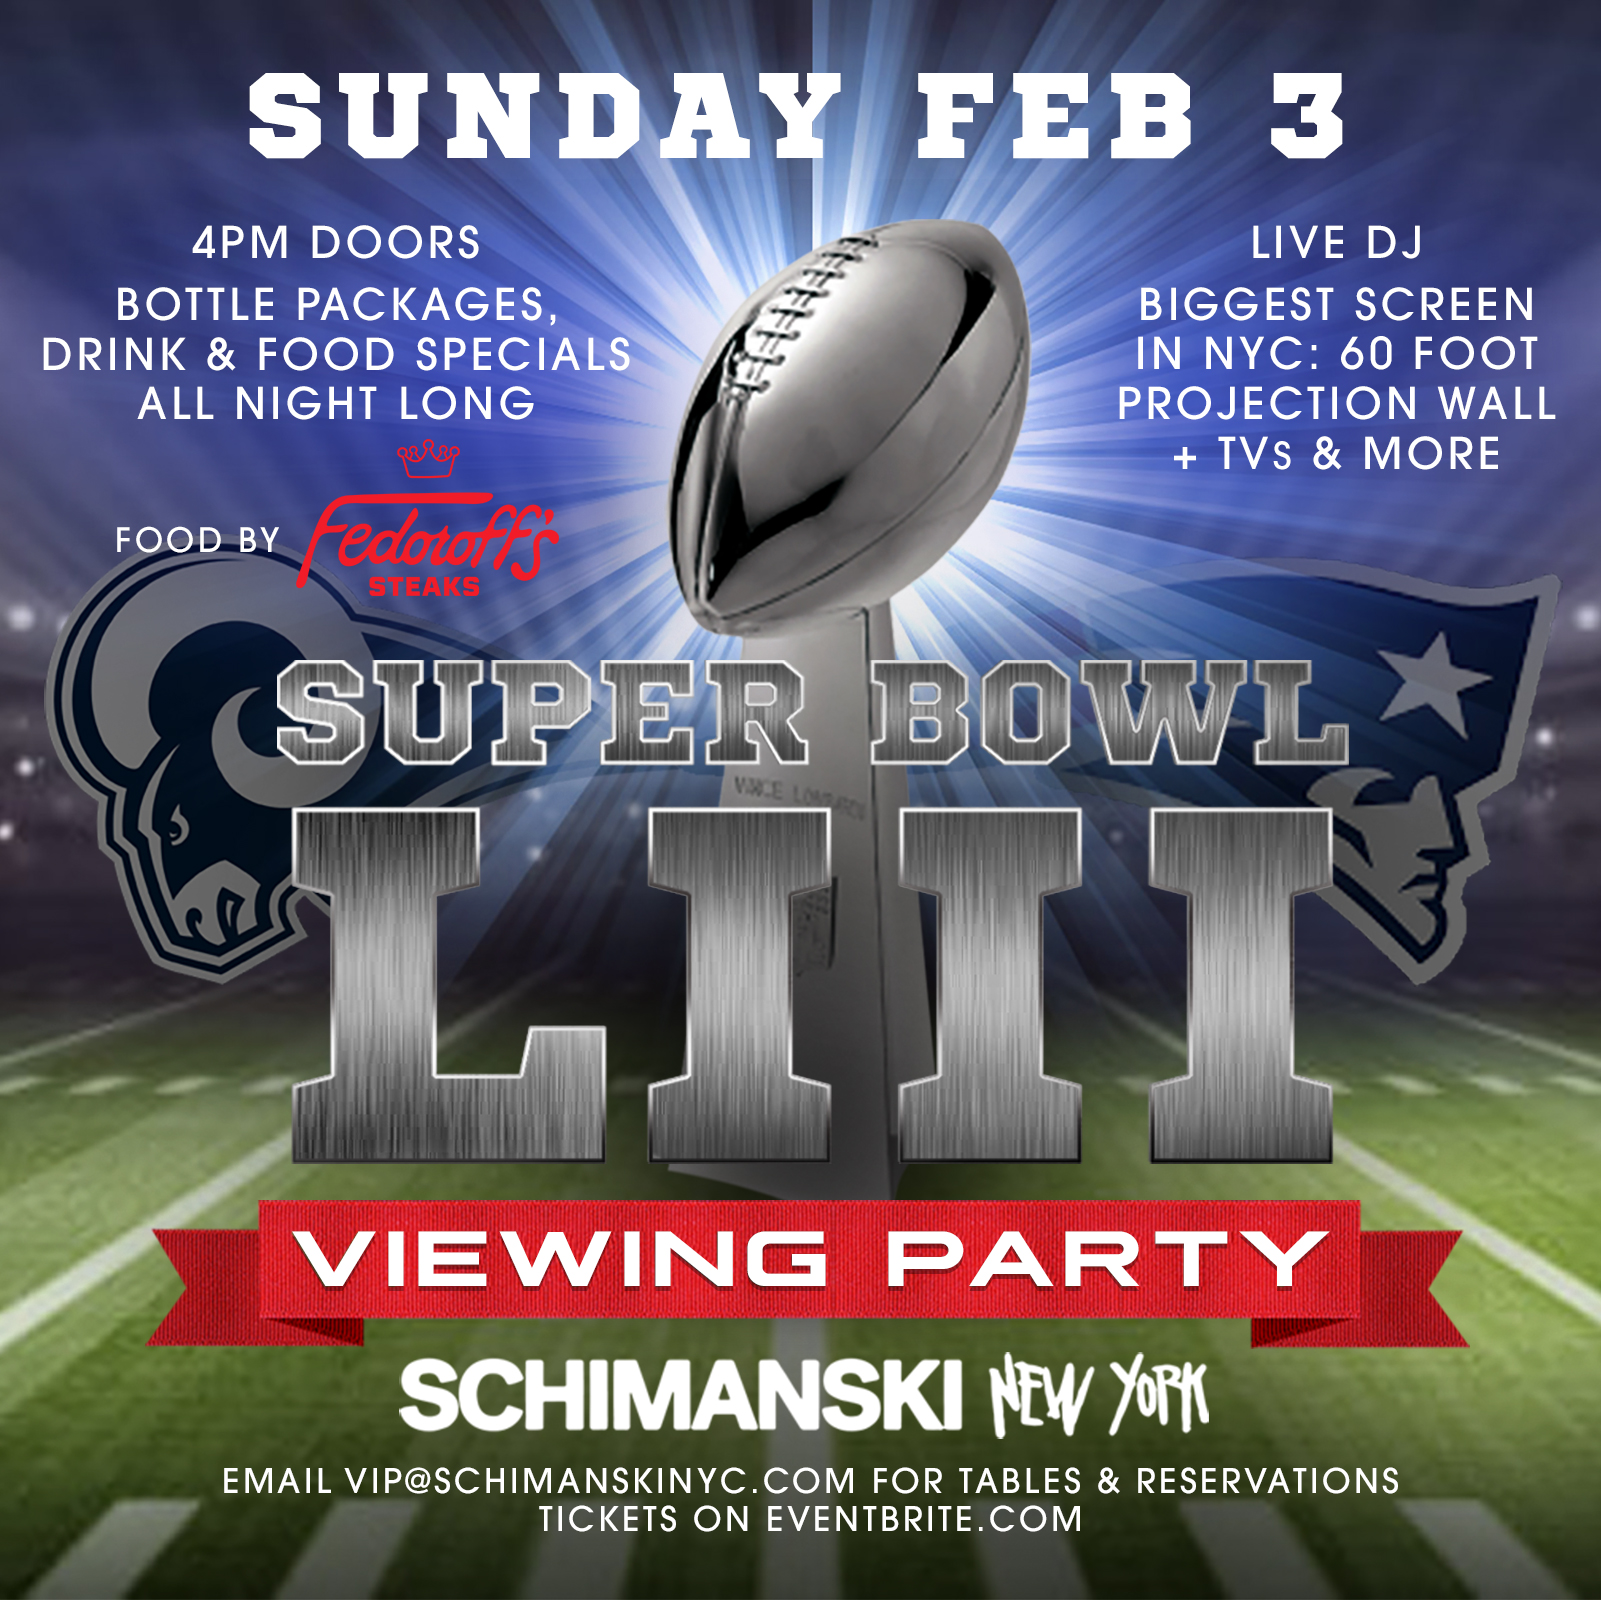 SUNDAY FEB 3
4PM DOORS
BOTTLE PACKAGES,
DRINK & FOOD SPECIALS
ALL NIGHT LONG
FOOD BY Fedoroff's
STEAKS
LIVE DJ
BIGGEST SCREEN
IN NYC: 60 FOOT
PROJECTION WALL
+ TVs & MORE
SUPER BOWL
VINCE LOMBARDI
LIII
VIEWING PARTY
SCHIMANSKI NEW YORK
EMAIL VIP@SCHIMANSKINYC.COM FOR TABLES & RESERVATIONS
TICKETS ON EVENTBRITE.COM